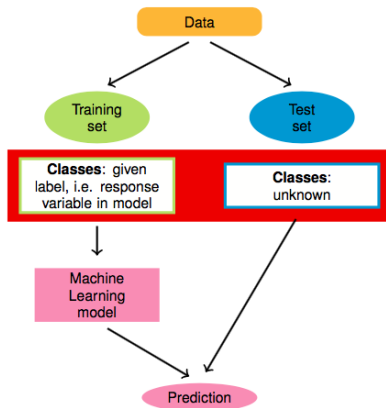 Data
Training
set
Test
set
Classes: given
label, i.e. response
variable in model
Classes:
unknown
Machine
Learning
model
Prediction